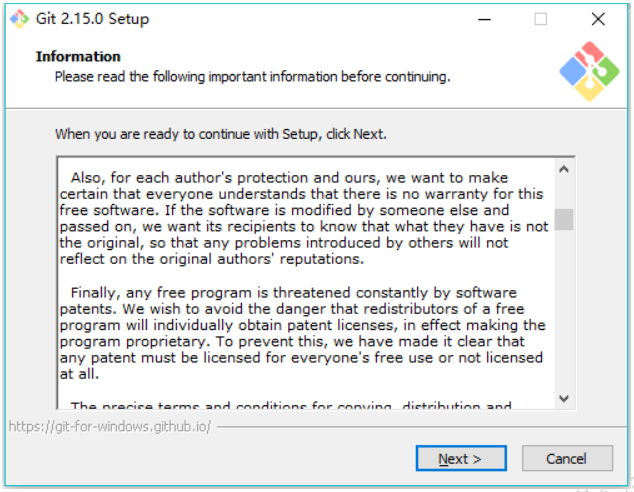 Git 2.15.0 Setup
Information
Please read the following important information before continuing.
When you are ready to continue with Setup, click Next.
Also, for each author's protection and ours, we want to make
certain that everyone understands that there is no warranty for this
free software. If the software is modified by someone else and
passed on, we want its recipients to know that what they have is not
the original, so that any problems introduced by others will not
reflect on the original authors' reputations.
Finally, any free program is threatened constantly by software
patents. We wish to avoid the danger that redistributors of a free
program will individually obtain patent licenses, in effect making the
program proprietary. To prevent this, we have made it clear that
any patent must be licensed for everyone's free use or not licensed
at all.
The precise terms and conditions for copying, distribution and
https://git-for-windows.github.io/
Next >
Cancel